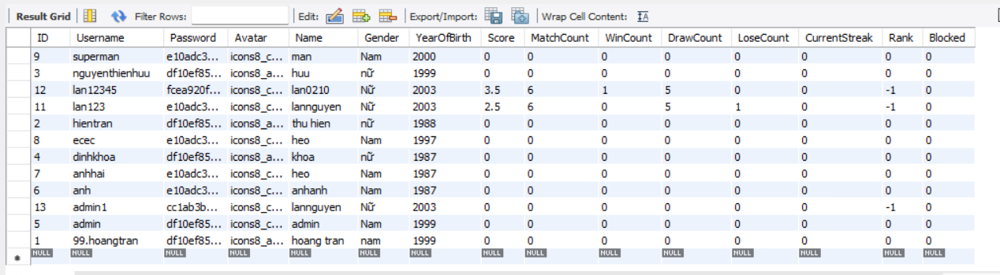 Result Grid Filter Rows: Edit: Export/Import: Wrap Cell Content: IA
ID Username Password Avatar Name Gender YearOfBirth Score MatchCount WinCount DrawCount LoseCount CurrentStreak Rank Blocked
9 superman e10adc3... icons8_c... man Nam 2000 0 0 0 0 0 0 0 0
3 nguyenthienhuu df10ef85... icons8_a... huu nữ 1999 0 0 0 0 0 0 0 0
12 lan12345 fcea920f... icons8_c... lan0210 Nữ 2003 3.5 6 1 5 0 0 -1 0
11 lan123 e10adc3... icons8_c... lannguyen Nữ 2003 2.5 6 0 5 1 0 -1 0
2 hientran df10ef85... icons8_a... thu hien nữ 1988 0 0 0 0 0 0 0 0
8 ecec e10adc3... icons8_c... heo Nam 1997 0 0 0 0 0 0 0 0
4 dinhkhoa df10ef85... icons8_a... khoa nữ 1987 0 0 0 0 0 0 0 0
7 anhhai e10adc3... icons8_c... heo Nam 1987 0 0 0 0 0 0 0 0
6 anh e10adc3... icons8_c... anhanh Nam 1987 0 0 0 0 0 0 0 0
13 admin1 cc1ab3b... icons8_c... lannguyen Nữ 2003 0 0 0 0 0 0 -1 0
5 admin df10ef85... icons8_c... admin Nam 1999 0 0 0 0 0 0 0 0
1 99.hoangtran df10ef85... icons8_a... hoang tran nam 1999 0 0 0 0 0 0 0 0
NULL NULL NULL NULL NULL NULL NULL NULL NULL NULL NULL NULL NULL NULL NULL